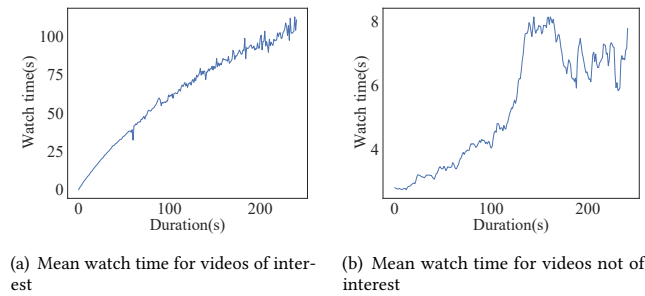 100
75
50
25
0
Watch time(s)
0
100
200
Duration(s)
8
6
4
Watch time(s)
0
100
200
Duration(s)
(a) Mean watch time for videos of inter-
est
(b) Mean watch time for videos not of
interest